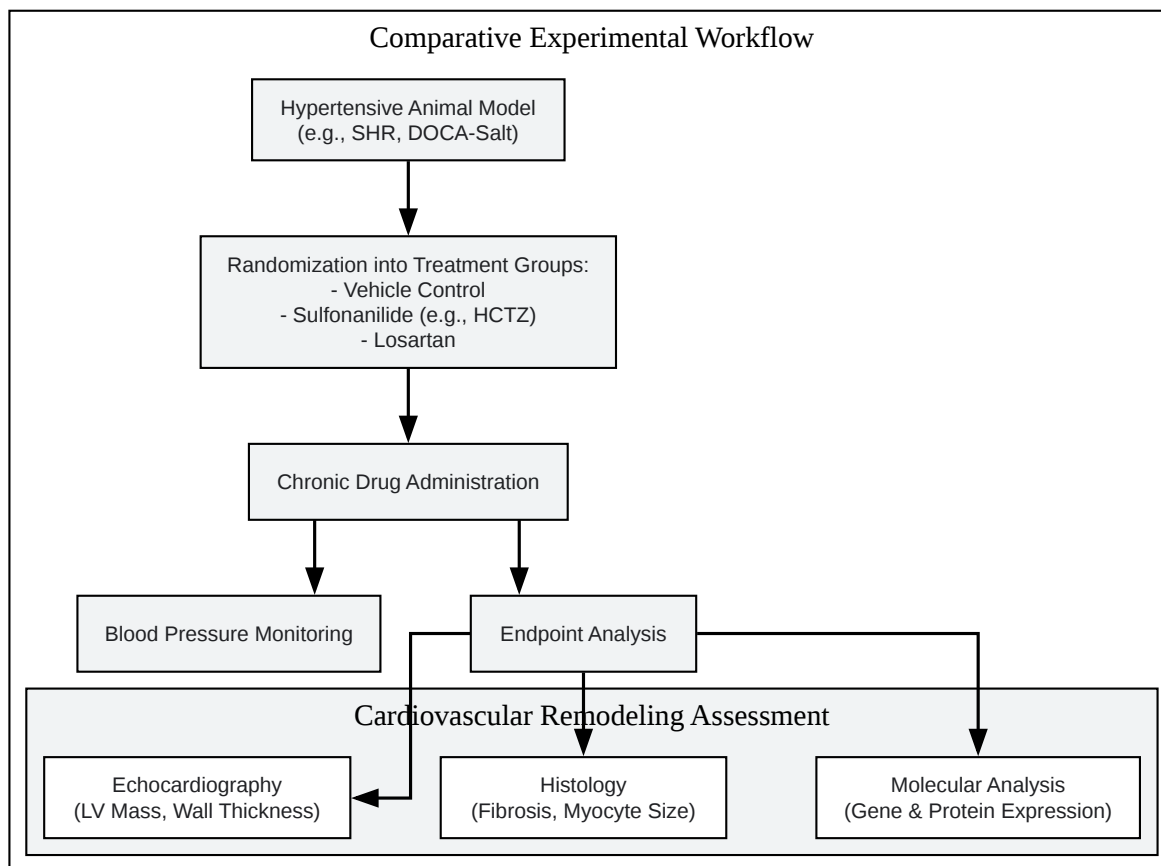 Comparative Experimental Workflow
Hypertensive Animal Model
(e.g., SHR, DOCA-Salt)
Randomization into Treatment Groups:
- Vehicle Control
- Sulfonanilide (e.g., HCTZ)
- Losartan
Chronic Drug Administration
Blood Pressure Monitoring
Endpoint Analysis
Cardiovascular Remodeling Assessment
Echocardiography
(LV Mass, Wall Thickness)
Histology
(Fibrosis, Myocyte Size)
Molecular Analysis
(Gene & Protein Expression)